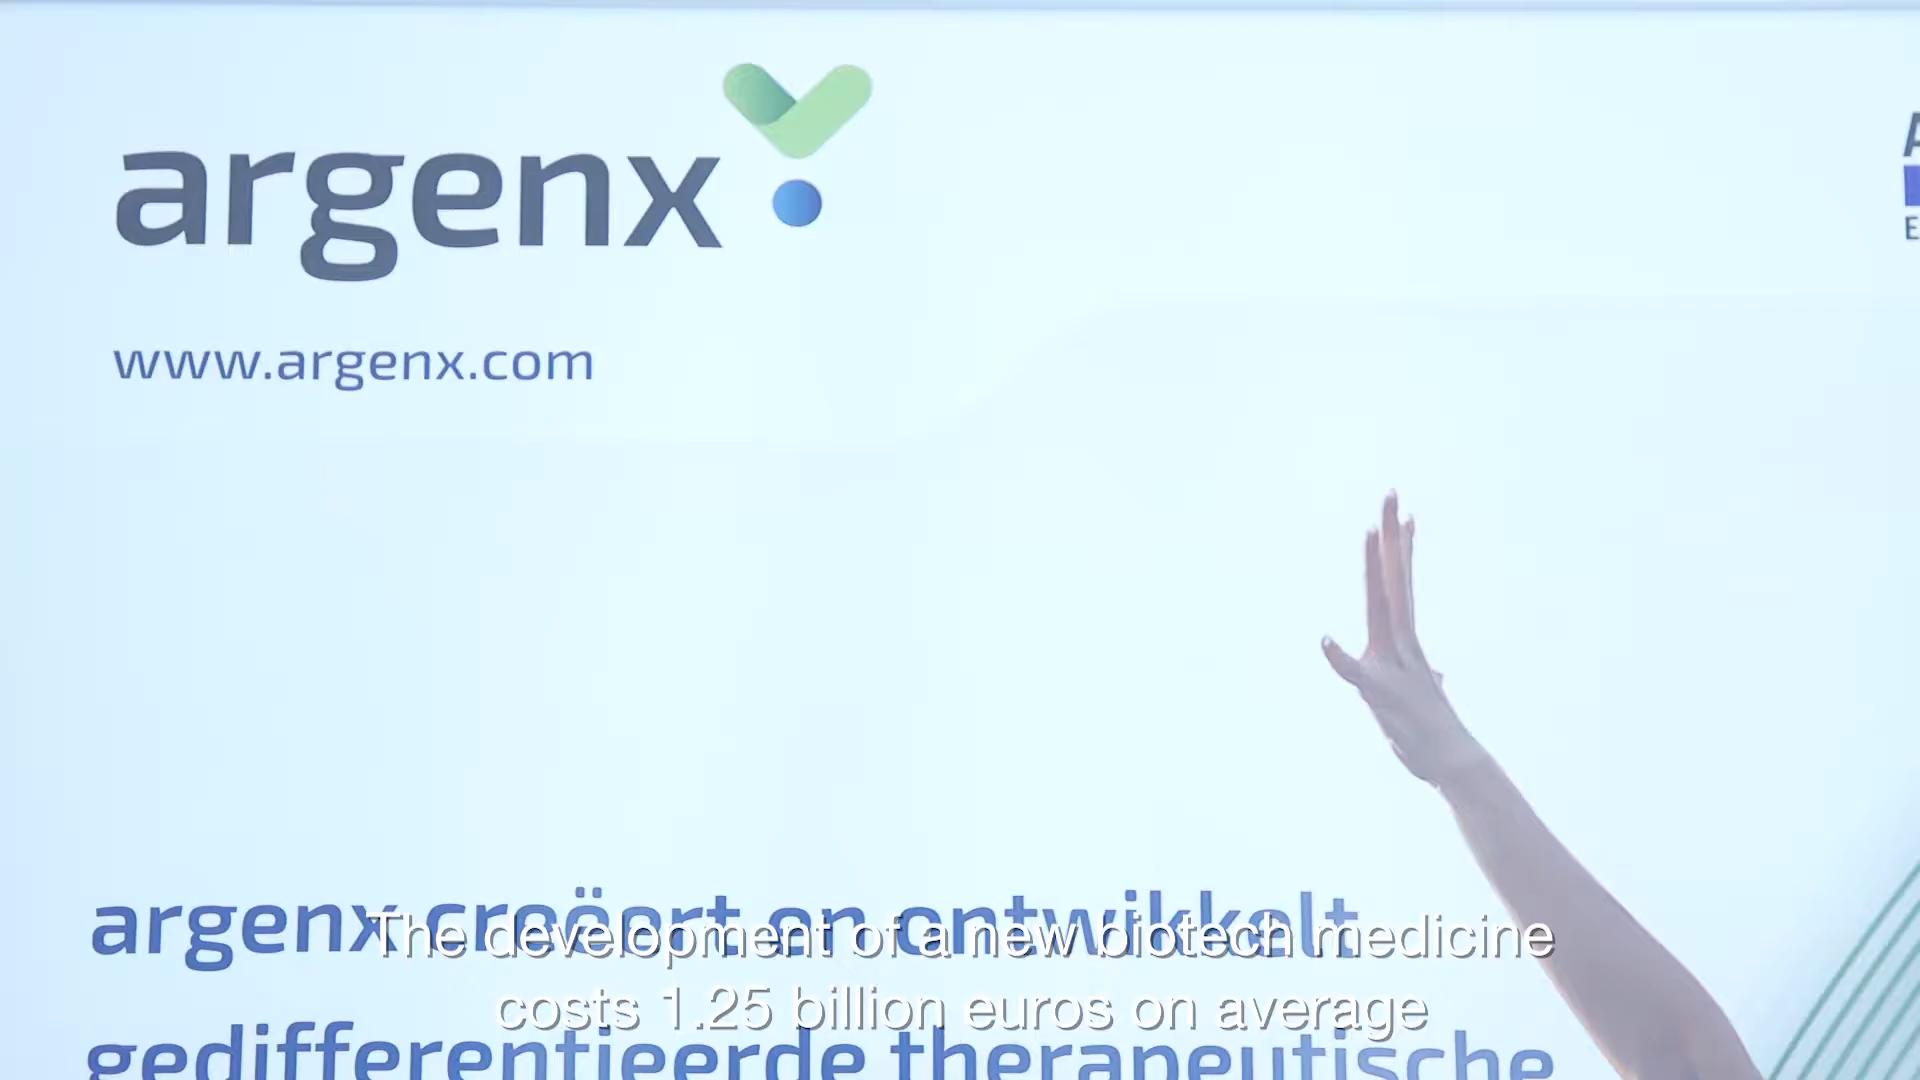 argenx
www.argenx.com
argenx creëert en ontwikkelt
gedifferentieerde therapeutische
The development of a new biotech medicine
costs 1.25 billion euros on average